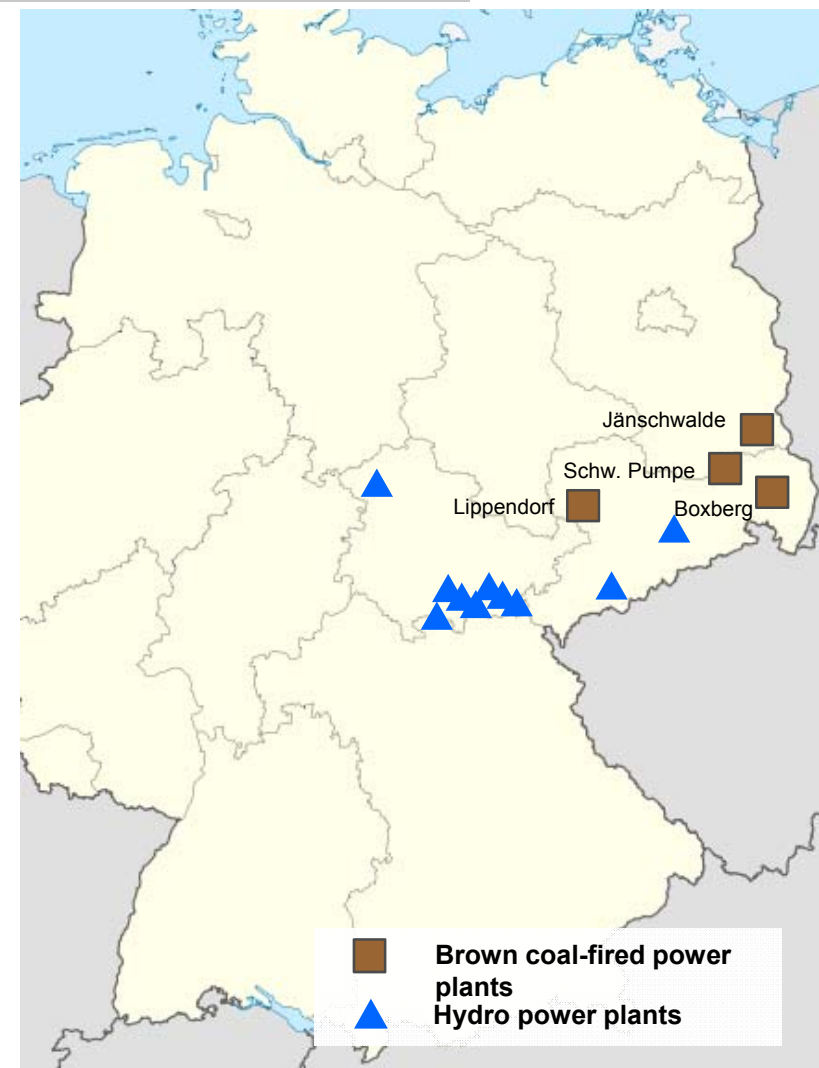 Jänschwalde
Schw. Pumpe
Lippendorf
Boxberg
Brown coal-fired power
plants
Hydro power plants